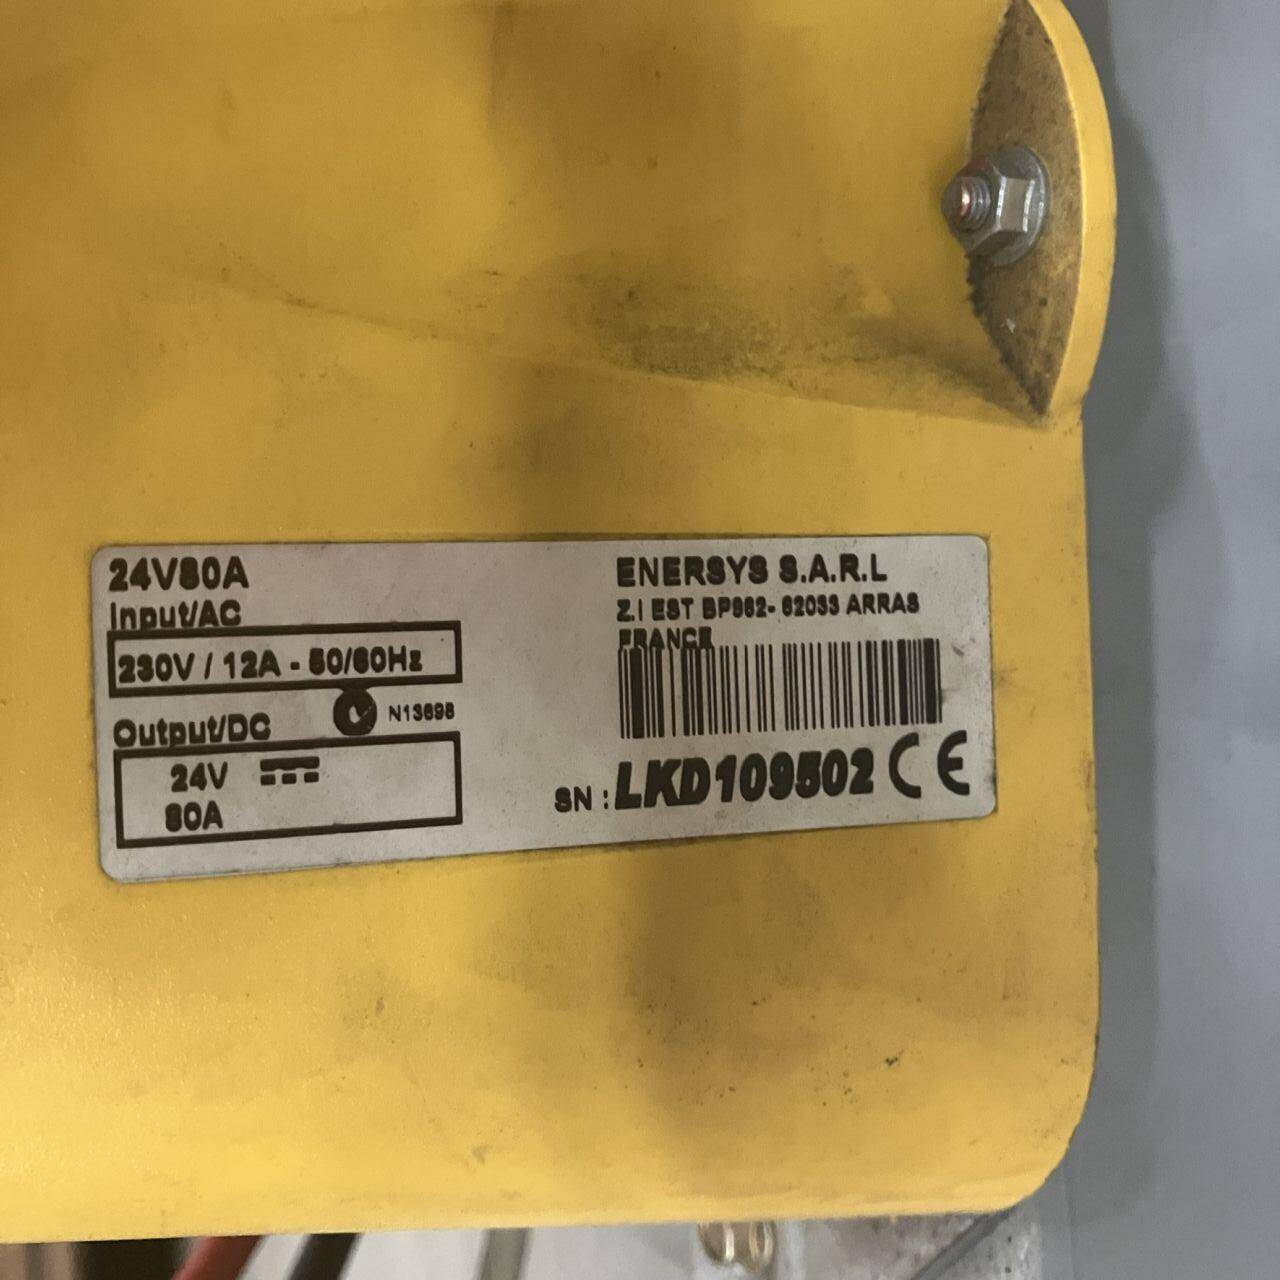 24V80A
Input/AC
230V / 12A - 50/60Hz
N13698
Output/DC
24V
80A
ENERSYS S.A.R.L
Z.I EST BP962- 62033 ARRAS
FRANCE
SN : LKD109502 CE